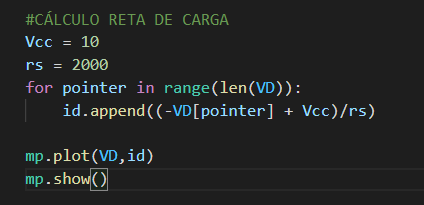 #CÁLCULO RETA DE CARGA
Vcc = 10
rs = 2000
for pointer in range(len(VD)):
    id.append((-VD[pointer] + Vcc)/rs)
mp.plot(VD,id)
mp.show()